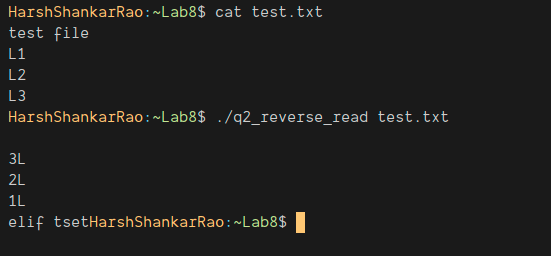 HarshShankarRao:~Lab8$ cat test.txt
test file
L1
L2
L3
HarshShankarRao:~Lab8$ ./q2_reverse_read test.txt

3L
2L
1L
elif tsetHarshShankarRao:~Lab8$